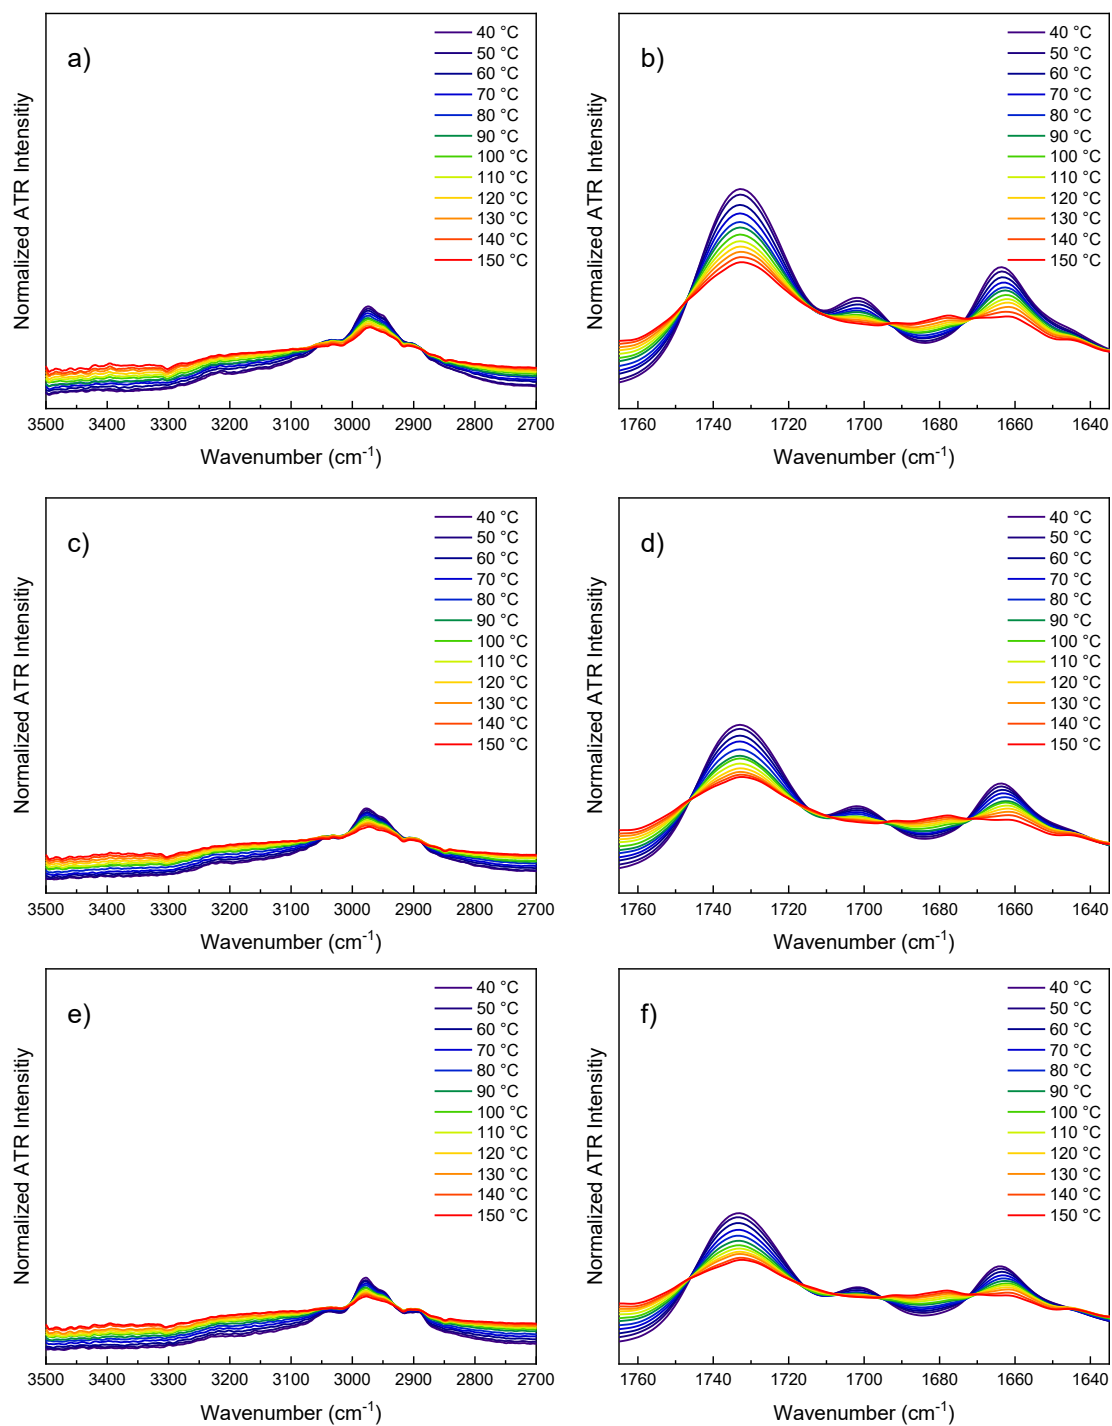 a)
40 °C
50 °C
60 °C
70 °C
80 °C
90 °C
100 °C
110 °C
120 °C
130 °C
140 °C
150 °C
Normalized ATR Intensitiy
3500 3400 3300 3200 3100 3000 2900 2800 2700
Wavenumber (cm-1)
b)
40 °C
50 °C
60 °C
70 °C
80 °C
90 °C
100 °C
110 °C
120 °C
130 °C
140 °C
150 °C
Normalized ATR Intensitiy
1760 1740 1720 1700 1680 1660 1640
Wavenumber (cm-1)
c)
40 °C
50 °C
60 °C
70 °C
80 °C
90 °C
100 °C
110 °C
120 °C
130 °C
140 °C
150 °C
Normalized ATR Intensitiy
3500 3400 3300 3200 3100 3000 2900 2800 2700
Wavenumber (cm-1)
d)
40 °C
50 °C
60 °C
70 °C
80 °C
90 °C
100 °C
110 °C
120 °C
130 °C
140 °C
150 °C
Normalized ATR Intensitiy
1760 1740 1720 1700 1680 1660 1640
Wavenumber (cm-1)
e)
40 °C
50 °C
60 °C
70 °C
80 °C
90 °C
100 °C
110 °C
120 °C
130 °C
140 °C
150 °C
Normalized ATR Intensitiy
3500 3400 3300 3200 3100 3000 2900 2800 2700
Wavenumber (cm-1)
f)
40 °C
50 °C
60 °C
70 °C
80 °C
90 °C
100 °C
110 °C
120 °C
130 °C
140 °C
150 °C
Normalized ATR Intensitiy
1760 1740 1720 1700 1680 1660 1640
Wavenumber (cm-1)